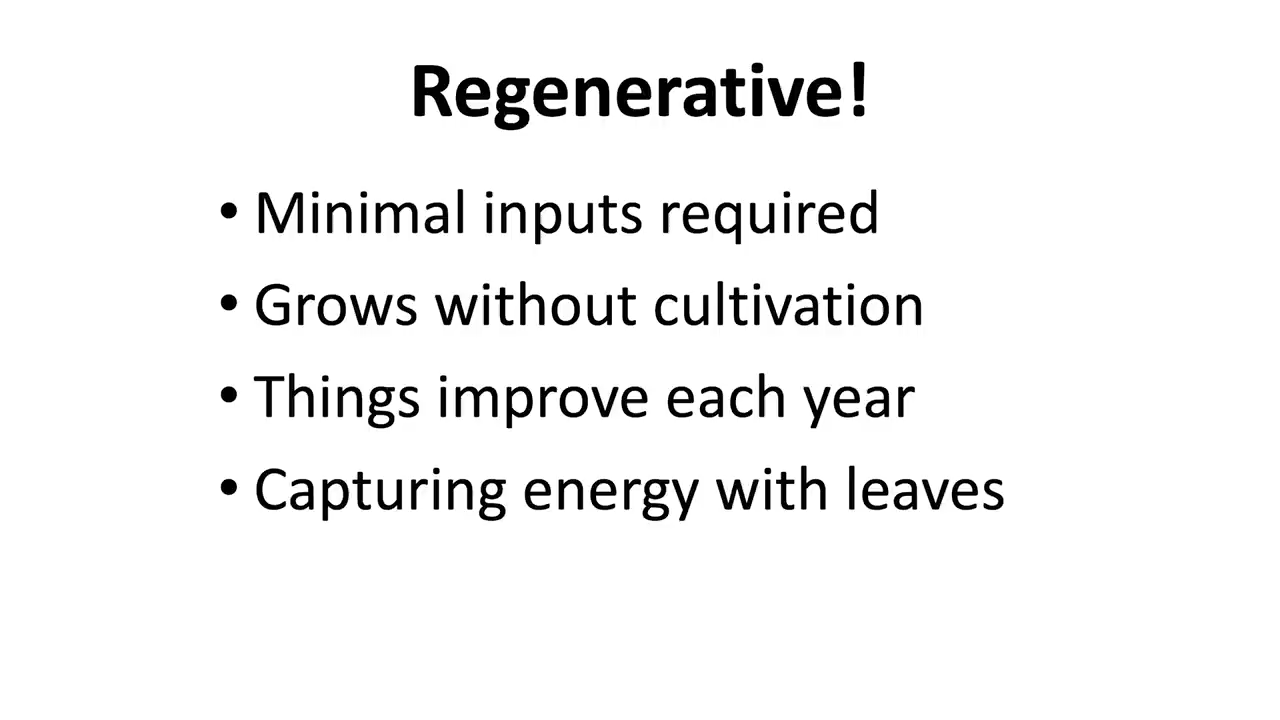 Regenerative!
• Minimal inputs required
• Grows without cultivation
• Things improve each year
• Capturing energy with leaves